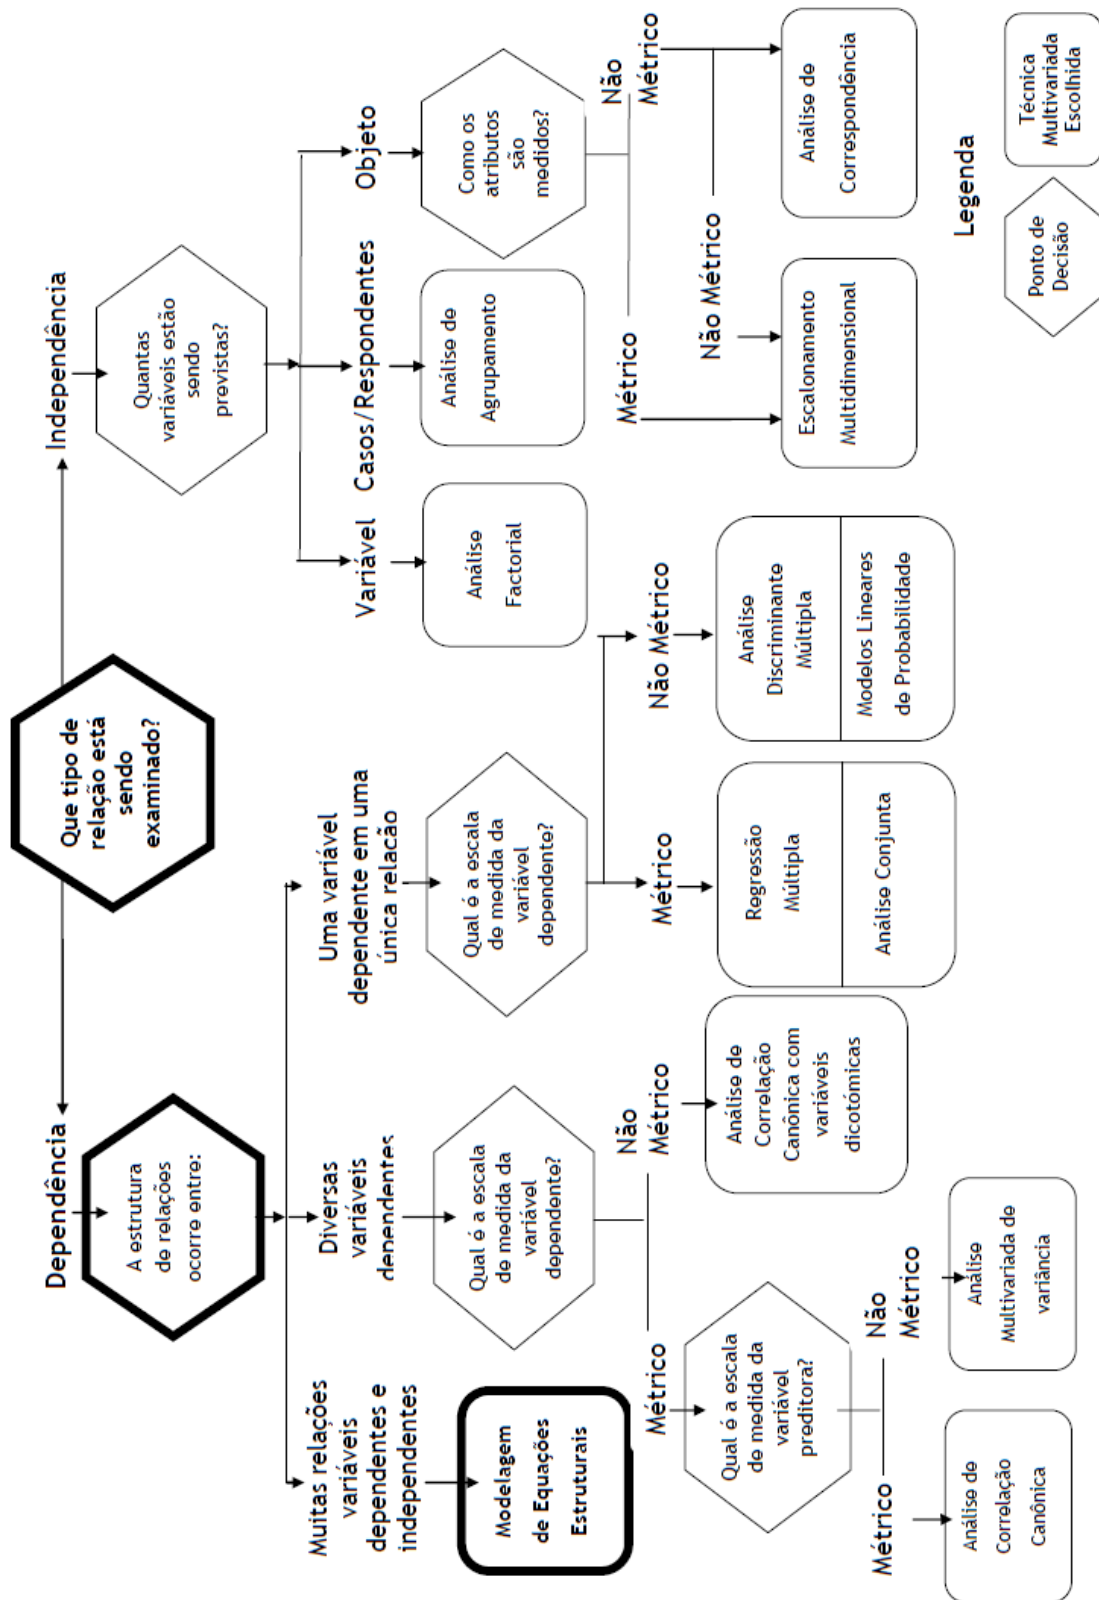 Que tipo de
relação está
sendo
examinado?
Dependência
A estrutura
de relações
ocorre entre:
Muitas relações
variáveis
dependentes e
independentes
Modelagem
de Equações
Estruturais
Diversas
variáveis
dependentes
Qual é a escala
de medida da
variável
dependente?
Métrico
Qual é a escala
de medida da
variável
preditora?
Métrico
Análise de
Correlação
Canônica
Não
Métrico
Análise
Multivariada de
variância
Não
Métrico
Análise de
Correlação
Canônica com
variáveis
dicotómicas
Uma variável
dependente em uma
única relacão
Qual é a escala
de medida da
variável
dependente?
Métrico
Regressão
Múltipla
Análise Conjunta
Não Métrico
Análise
Discriminante
Múltipla
Modelos Lineares
de Probabilidade
Independência
Quantas
variáveis estão
sendo
previstas?
Variável
Análise
Factorial
Casos/Respondentes
Análise de
Agrupamento
Objeto
Como os
atributos
são
medidos?
Métrico
Não
Métrico
Não Métrico
Escalonamento
Multidimensional
Análise de
Correspondência
Legenda
Ponto de
Decisão
Técnica
Multivariada
Escolhida